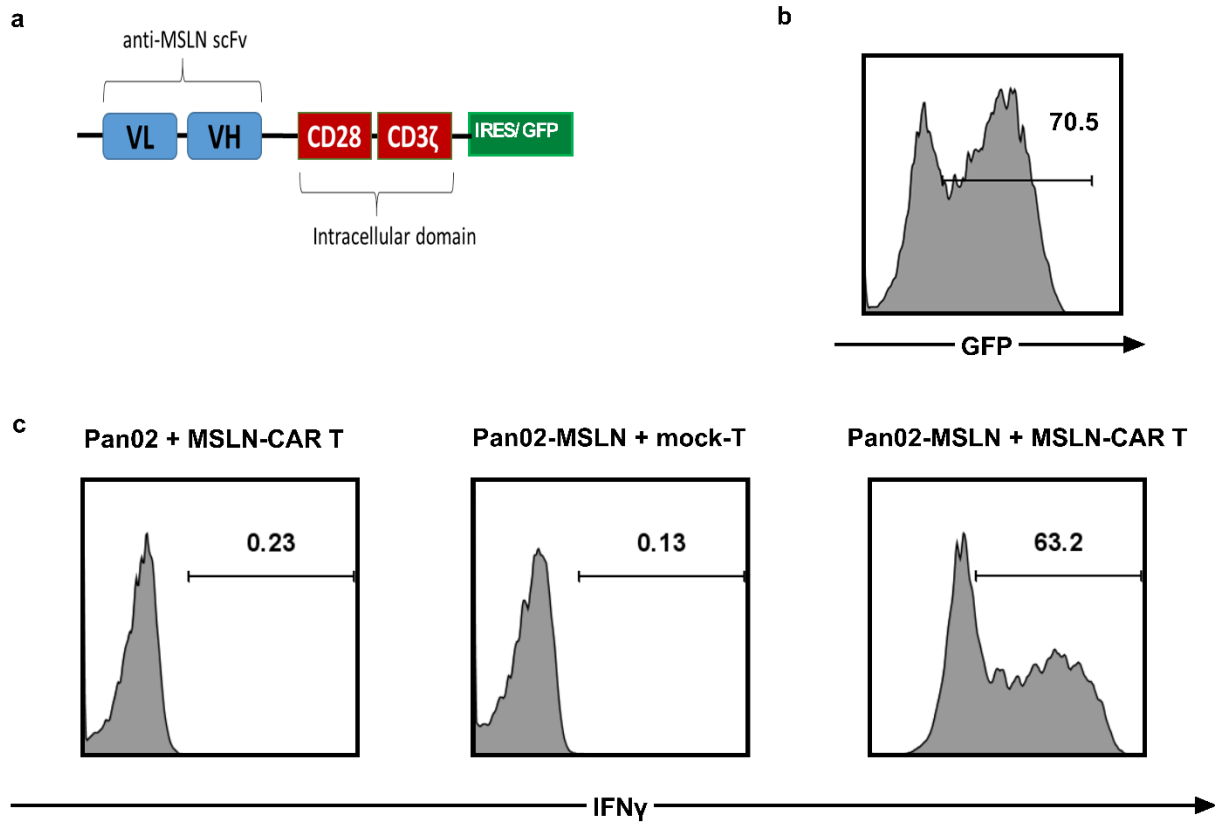 a
anti-MSLN scFv
VL
VH
CD28
CD3ζ
IRES/ GFP
Intracellular domain
b
70.5
GFP
c
Pan02 + MSLN-CAR T
Pan02-MSLN + mock-T
Pan02-MSLN + MSLN-CAR T
0.23
0.13
63.2
IFNγ